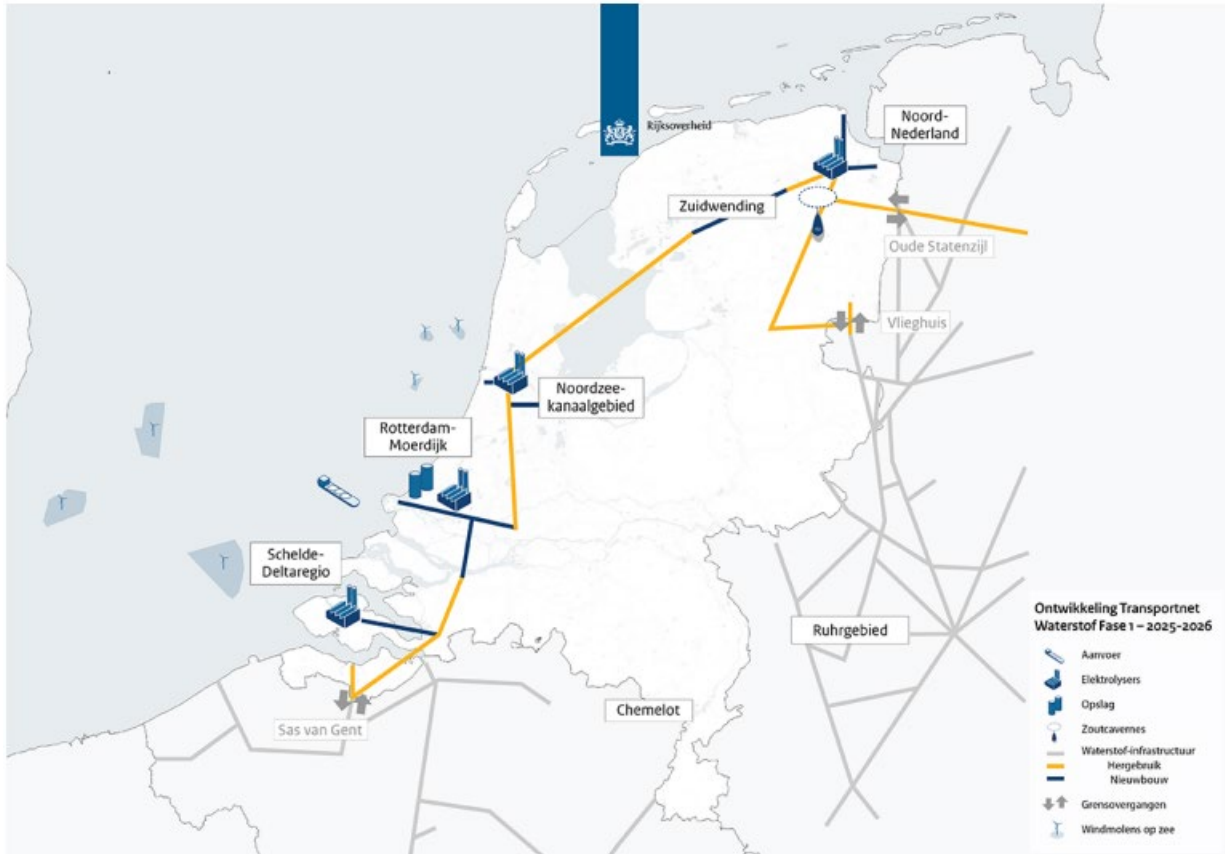 Rijksoverheid
Noord-
Nederland
Zuidwending
Oude Statenzijl
Vlieghuis
Noordzee-
kanaalgebied
Rotterdam-
Moerdijk
Schelde-
Deltaregio
Ruhrgebied
Chemelot
Sas van Gent
Ontwikkeling Transportnet
Waterstof Fase 1 – 2025-2026
Aanvoer
Elektrolysers
Opslag
Zoutcavernes
Waterstof-infrastructuur
Hergebruik
Nieuwbouw
Grensovergangen
Windmolens op zee